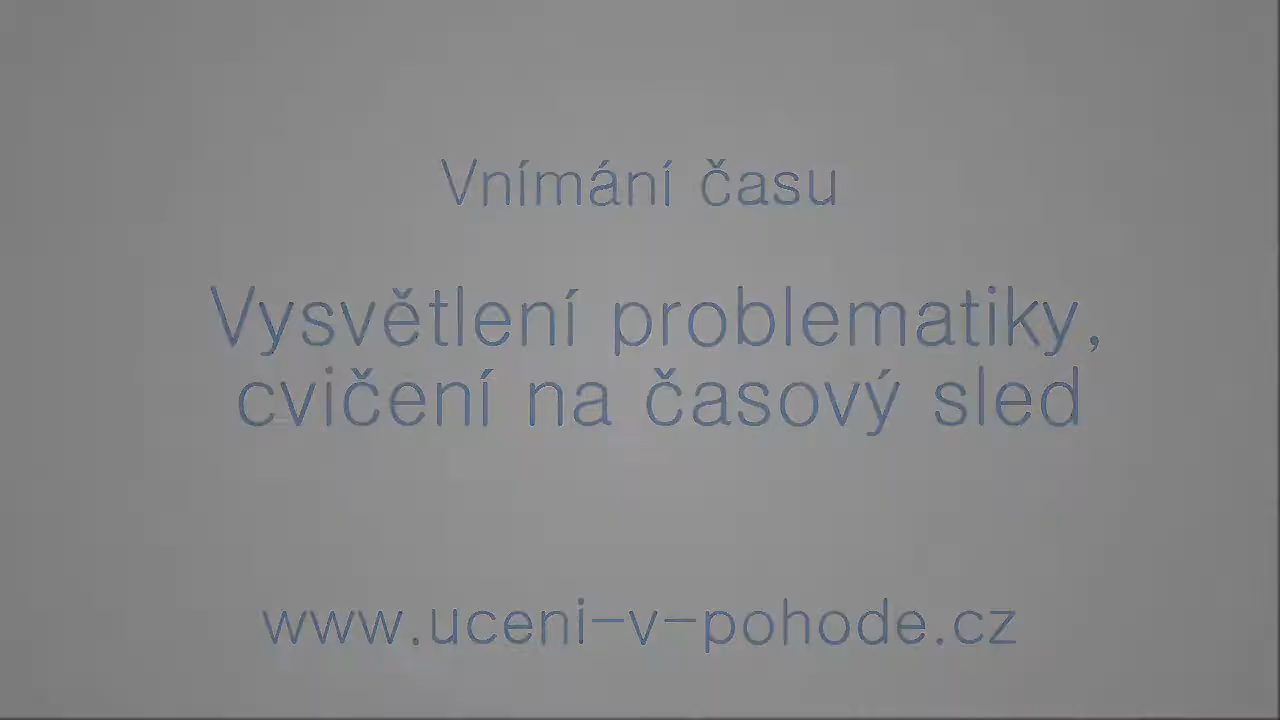 Vnímání času
Vysvětlení problematiky,
cvičení na časový sled
www.uceni-v-pohode.cz